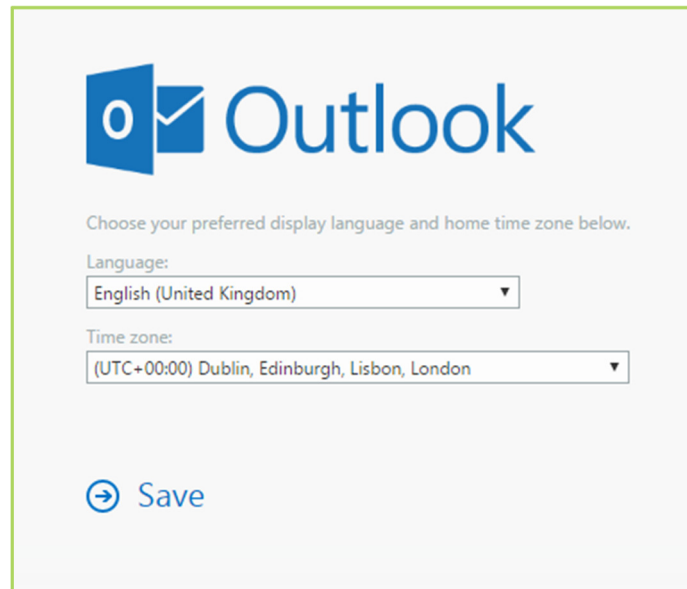 O Outlook
Choose your preferred display language and home time zone below.
Language:
English (United Kingdom)
Time zone:
(UTC+00:00) Dublin, Edinburgh, Lisbon, London
Save